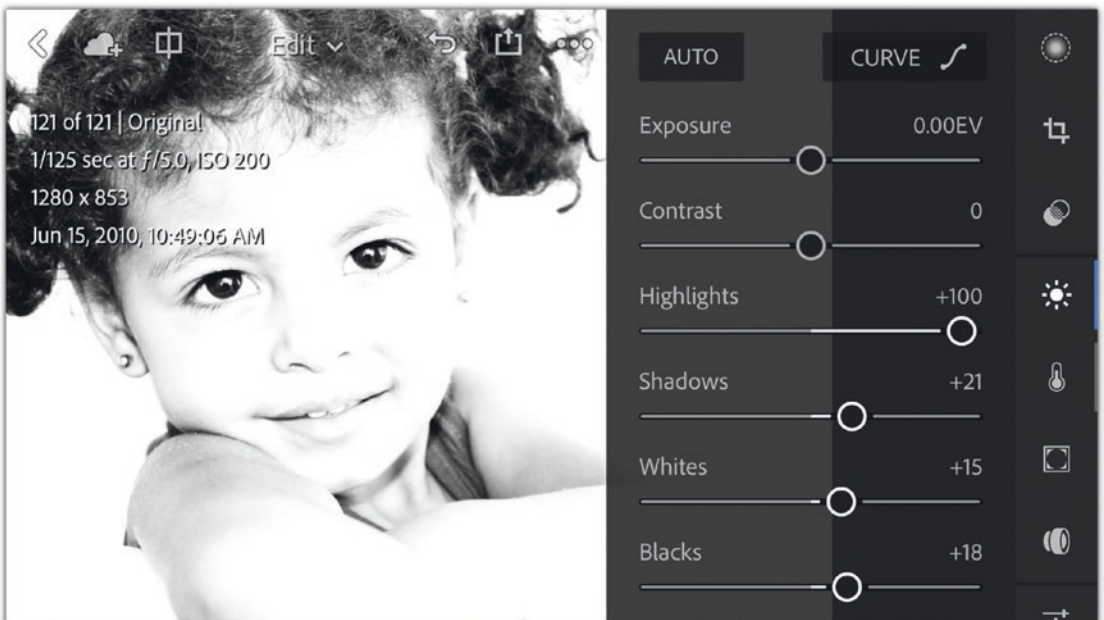 Edit
121 of 121 | Original
1/125 sec at ƒ/5.0, ISO 200
1280 x 853
Jun 15, 2010, 10:49:06 AM
AUTO
CURVE
Exposure 0.00EV
Contrast 0
Highlights +100
Shadows +21
Whites +15
Blacks +18